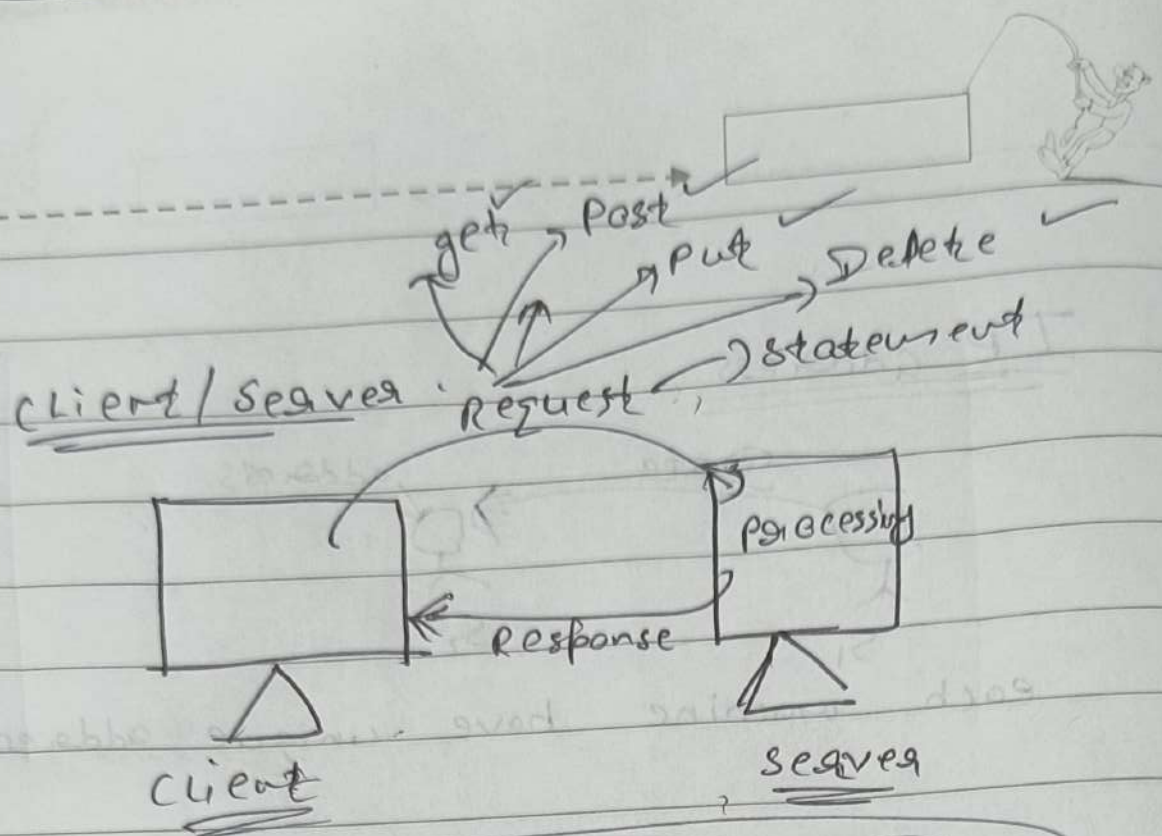 get
Post
Put
Delete
statement
Client/Server
Request
Processing
Response
Client
Server